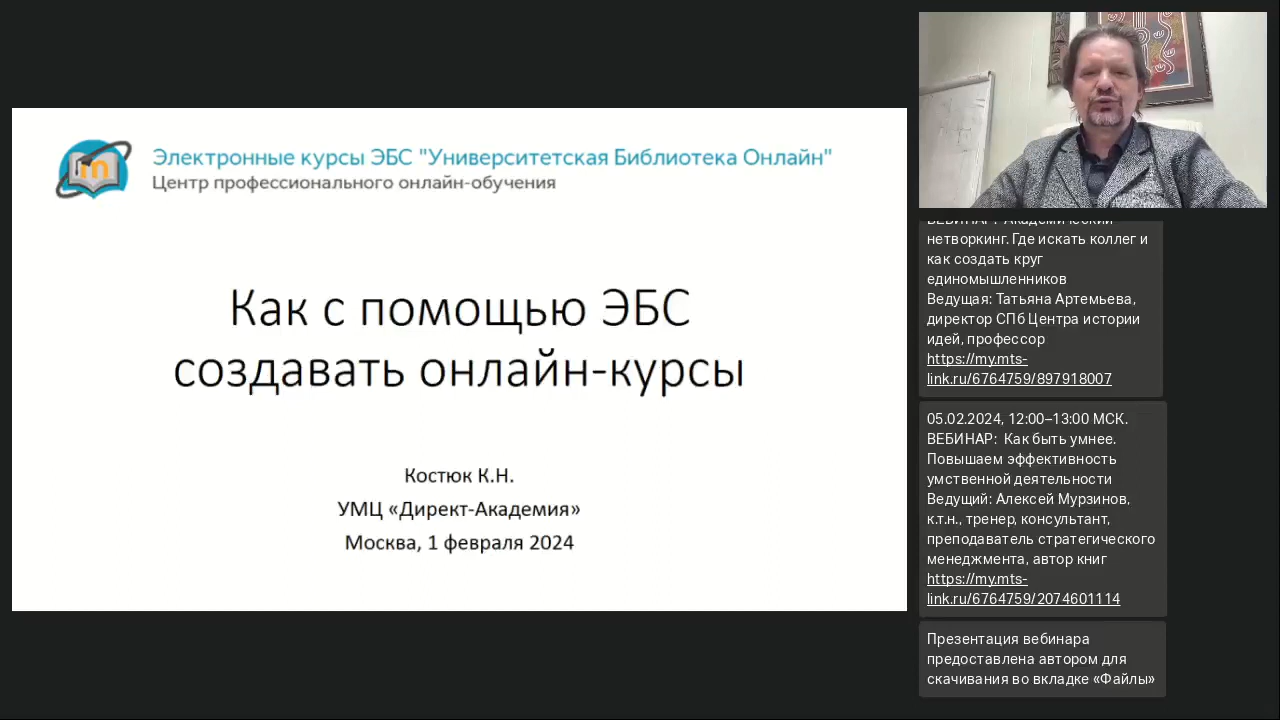 Электронные курсы ЭБС "Университетская Библиотека Онлайн"
Центр профессионального онлайн-обучения
Как с помощью ЭБС
создавать онлайн-курсы
Костюк К.Н.
УМЦ «Директ-Академия»
Москва, 1 февраля 2024
ВЕБИНАР: Академический
нетворкинг. Где искать коллег и
как создать круг
единомышленников
Ведущая: Татьяна Артемьева,
директор СПб Центра истории
идей, профессор
https://my.mts-
link.ru/6764759/897918007
05.02.2024, 12:00–13:00 МСК.
ВЕБИНАР:  Как быть умнее.
Повышаем эффективность
умственной деятельности
Ведущий: Алексей Мурзинов,
к.т.н., тренер, консультант,
преподаватель стратегического
менеджмента, автор книг
https://my.mts-
link.ru/6764759/2074601114
Презентация вебинара
предоставлена автором для
скачивания во вкладке «Файлы»